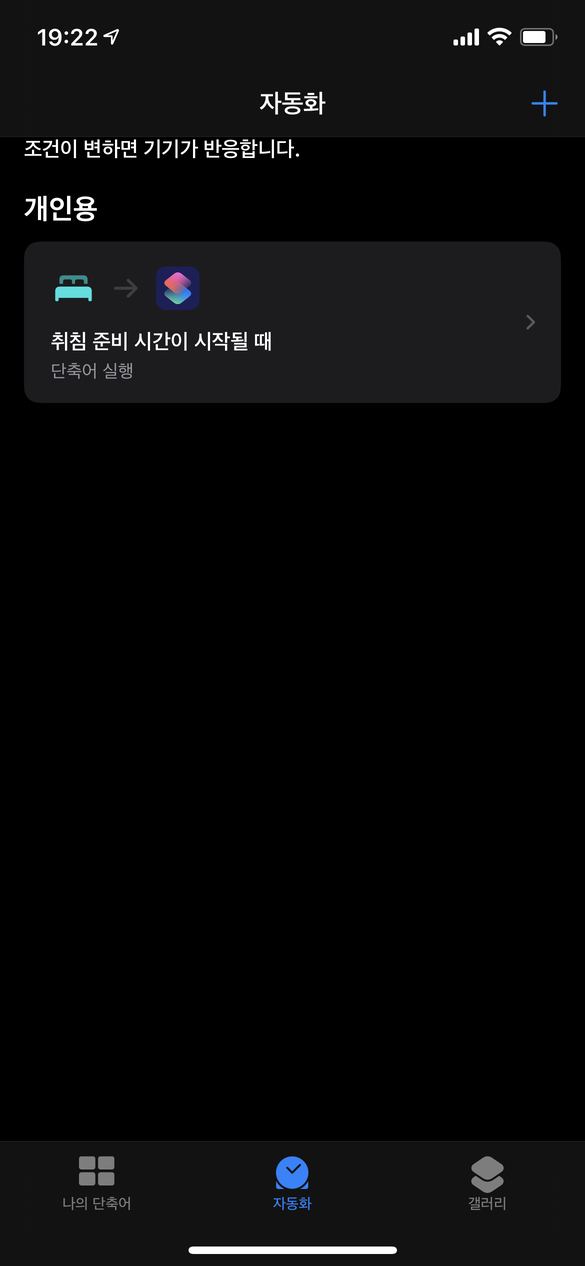 19:22
자동화
조건이 변하면 기기가 반응합니다.
개인용
취침 준비 시간이 시작될 때
단축어 실행
나의 단축어
자동화
갤러리